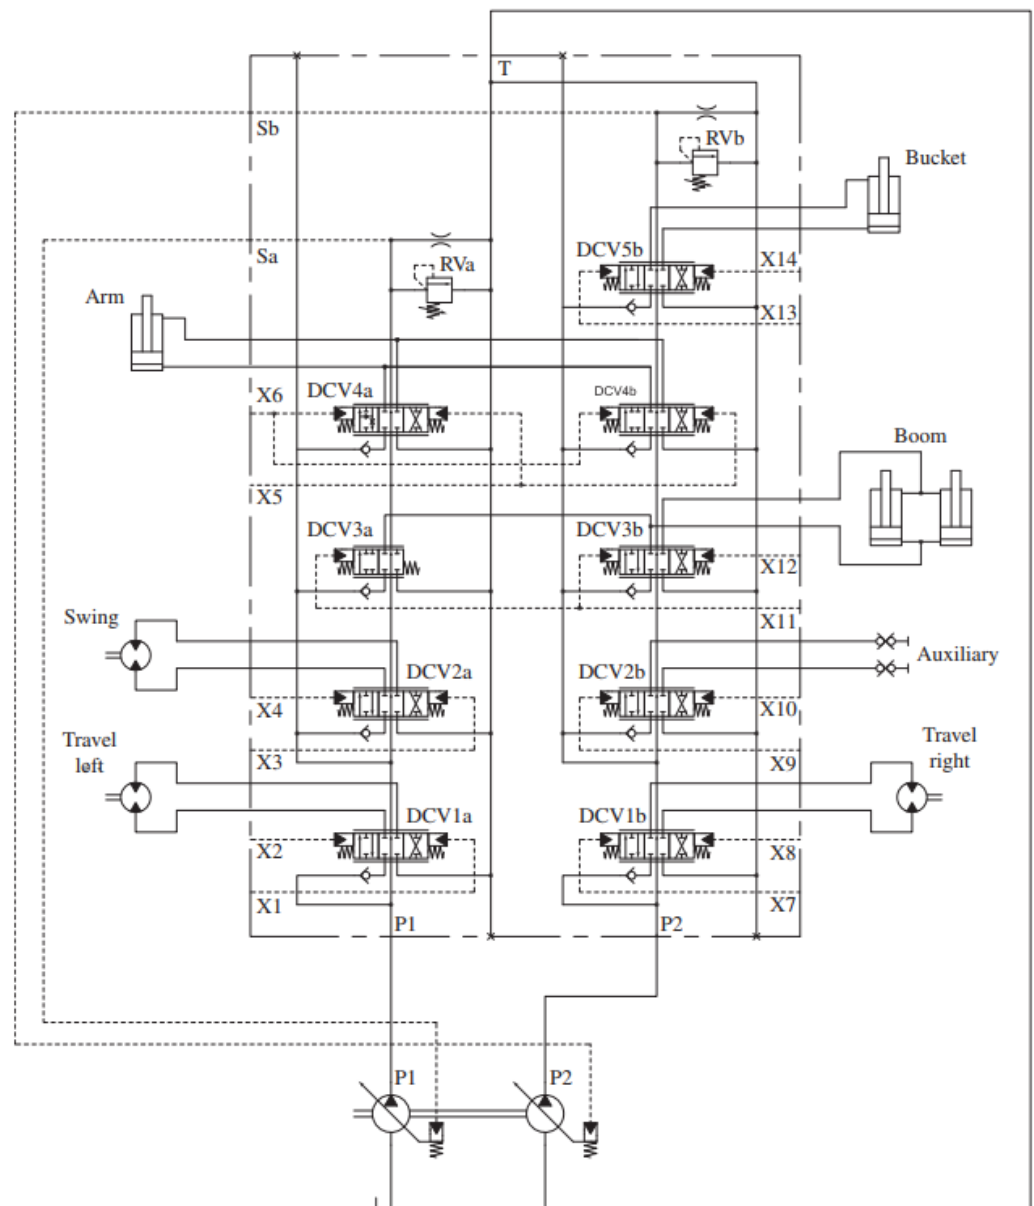 T
Sb
RVb
Bucket
Sa
RVa
DCV5b
X14
X13
Arm
X6
DCV4a
DCV4b
Boom
X5
DCV3a
DCV3b
X12
Swing
X11
DCV2a
DCV2b
Auxiliary
X4
X10
Travel
left
X3
X9
Travel
right
DCV1a
DCV1b
X2
X8
X1
P1
P2
X7
P1
P2